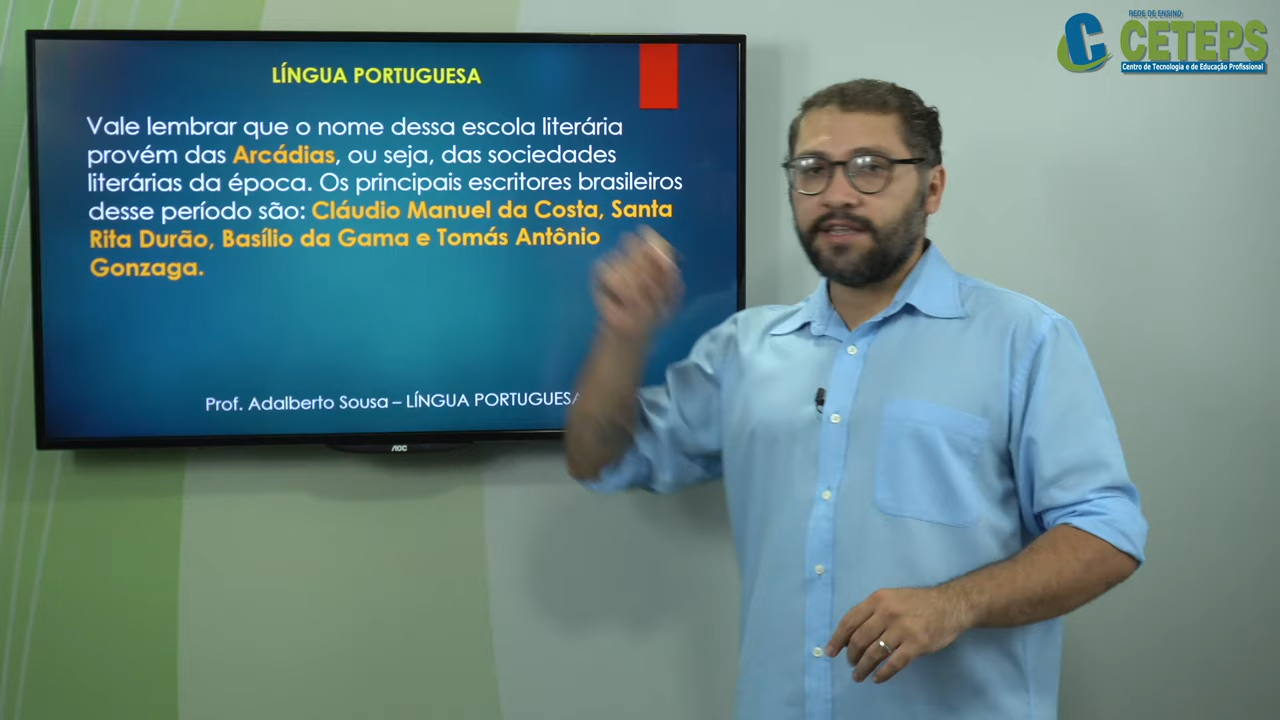 LÍNGUA PORTUGUESA
Vale lembrar que o nome dessa escola literária
provém das Arcádias, ou seja, das sociedades
literárias da época. Os principais escritores brasileiros
desse período são: Cláudio Manuel da Costa, Santa
Rita Durão, Basílio da Gama e Tomás Antônio
Gonzaga.
Prof. Adalberto Sousa – LÍNGUA PORTUGUESA
AOC
REDE DE ENSINO
CETEPS
Centro de Tecnologia e de Educação Profissional